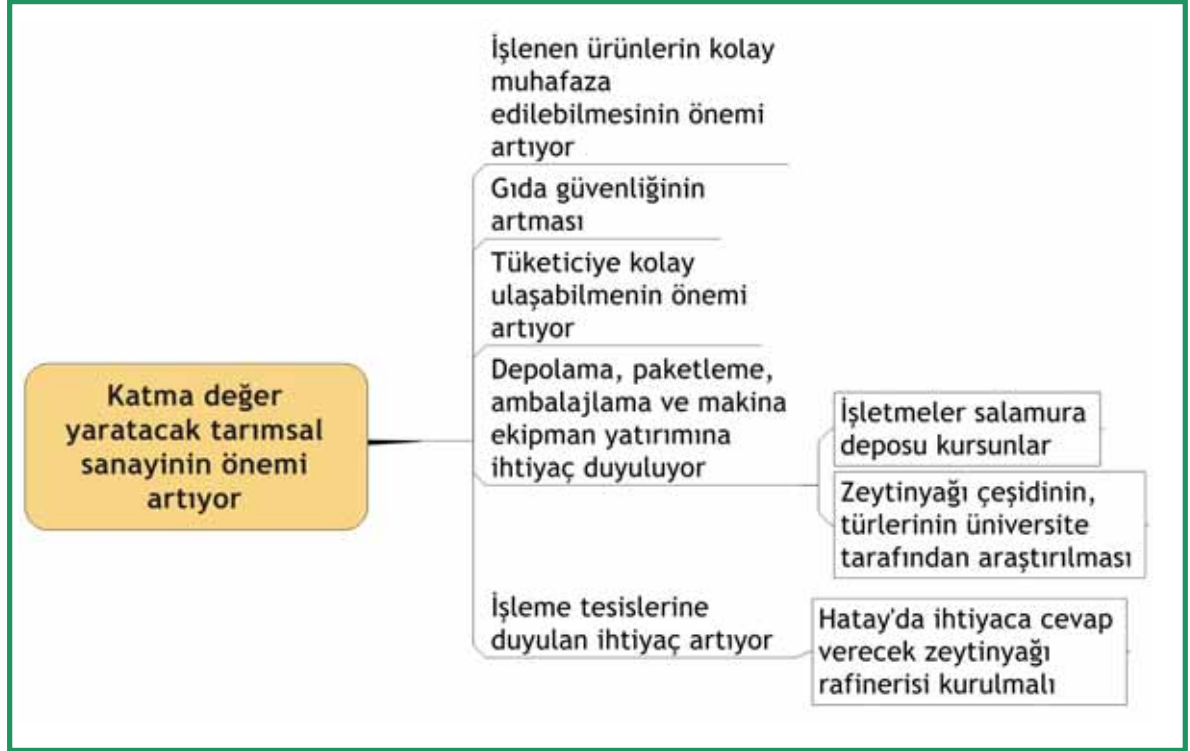 İşlenen ürünlerin kolay
muhafaza
edilebilmesinin önemi
artıyor
Gıda güvenliğinin
artması
Tüketiciye kolay
ulaşabilmenin önemi
artıyor
Katma değer
yaratacak tarımsal
sanayinin önemi
artıyor
Depolama, paketleme,
ambalajlama ve makina
ekipman yatırımına
ihtiyaç duyuluyor
İşletmeler salamura
deposu kursunlar
Zeytinyağı çeşidinin,
türlerinin üniversite
tarafından araştırılması
İşleme tesislerine
duyulan ihtiyaç artıyor
Hatay'da ihtiyaca cevap
verecek zeytinyağı
rafinerisi kurulmalı